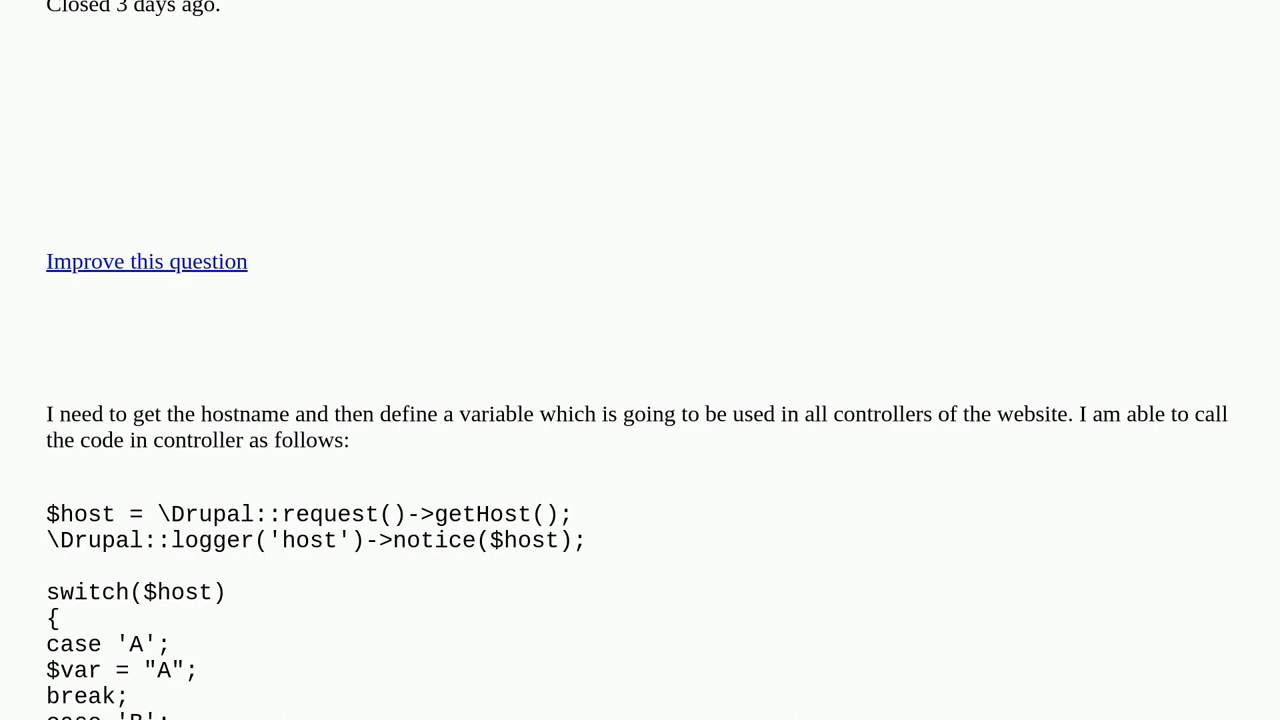 Closed 3 days ago.
Improve this question
I need to get the hostname and then define a variable which is going to be used in all controllers of the website. I am able to call
the code in controller as follows:
$host = \Drupal::request()->getHost();
\Drupal::logger('host')->notice($host);
switch($host)
{
case 'A';
$var = "A";
break;
case 'B';